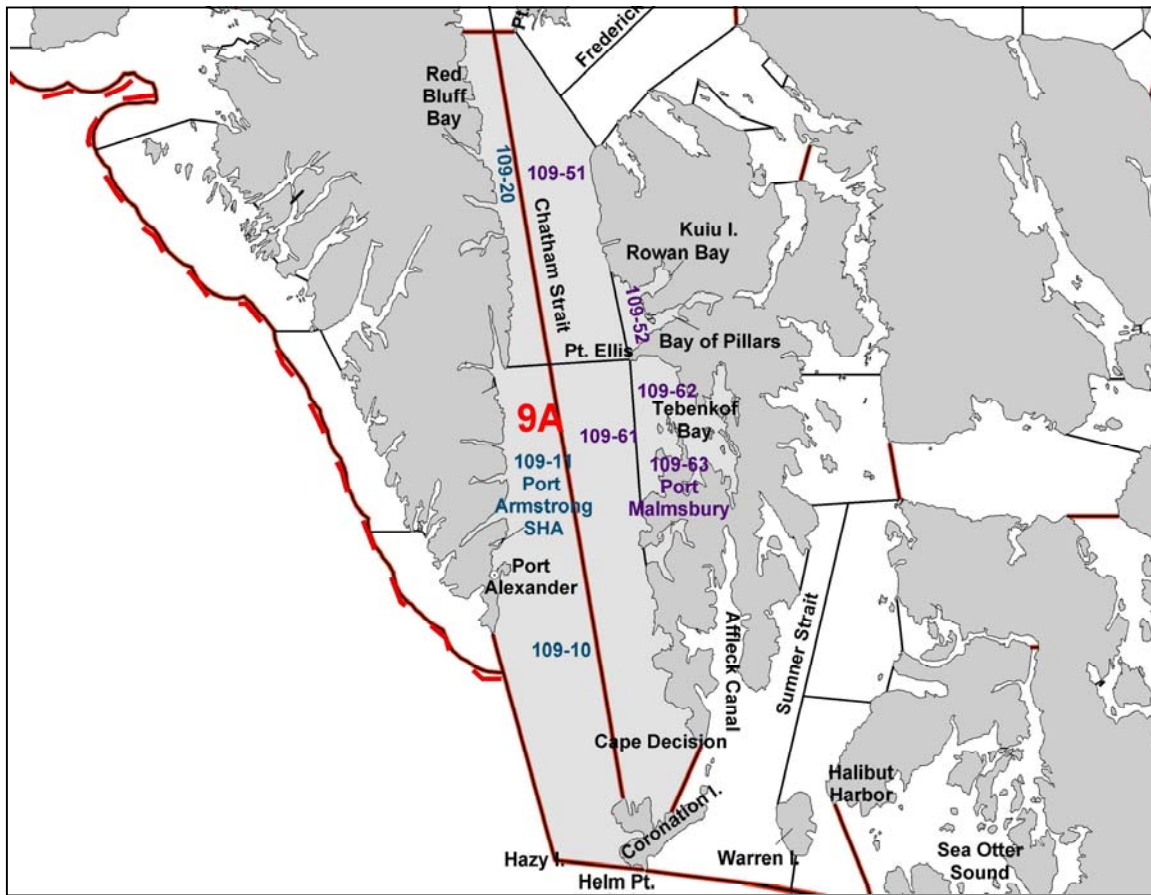 Pt.
Frederick
Red
Bluff
Bay
109-20
109-51
Chatham Strait
Kuiu I.
Rowan Bay
109-52
Bay of Pillars
Pt. Ellis
9A
109-61
109-62
Tebenkof
Bay
109-11
Port
Armstrong
SHA
109-63
Port
Malmsbury
Port
Alexander
109-10
Affleck Canal
Sumner Strait
Cape Decision
Halibut
Harbor
Coronation I.
Hazy I.
Helm Pt.
Warren I.
Sea Otter
Sound